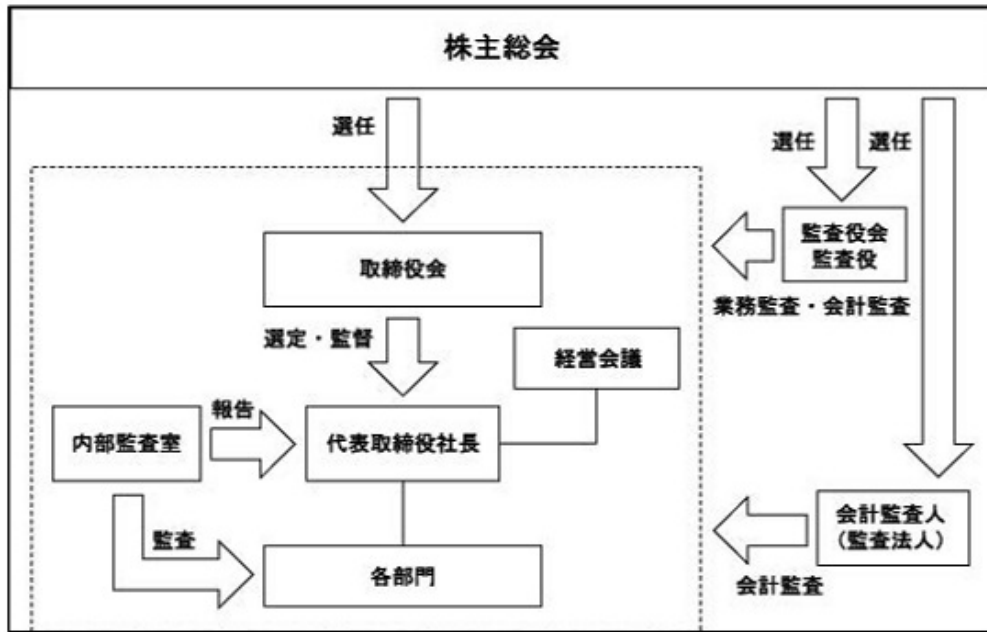 株主総会
選任
選任
選任
取締役会
監査役会
監査役
業務監査・会計監査
選定・監督
経営会議
報告
内部監査室
代表取締役社長
会計監査人
(監査法人)
監査
各部門
会計監査